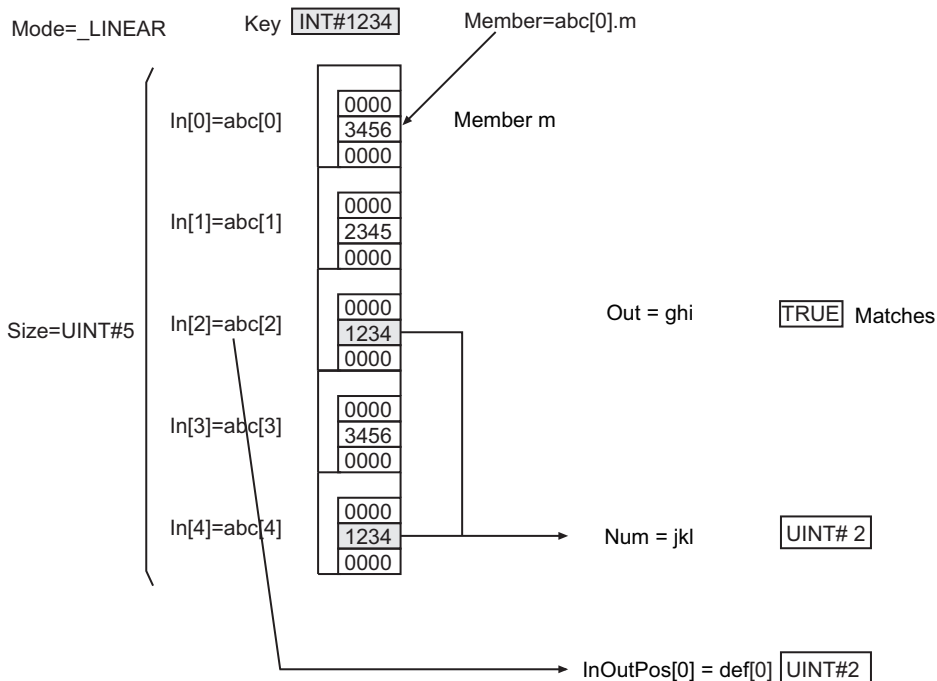 Mode=_LINEAR Key INT#1234 Member=abc[0].m
In[0]=abc[0] 0000
3456 Member m
0000
In[1]=abc[1] 0000
2345
0000
Size=UINT#5 In[2]=abc[2] 0000
1234
0000
Out = ghi TRUE Matches
In[3]=abc[3] 0000
3456
0000
In[4]=abc[4] 0000
1234
0000
Num = jkl UINT# 2
InOutPos[0] = def[0] UINT#2